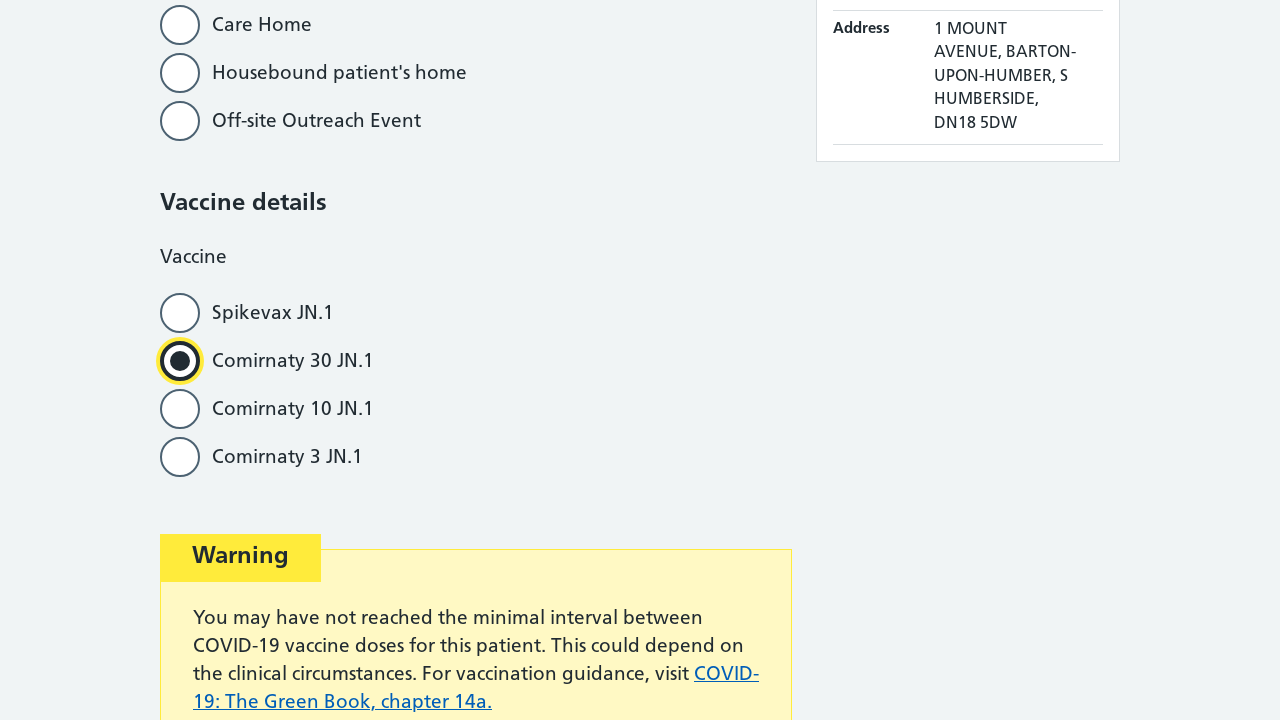 Care Home
Housebound patient's home
Off-site Outreach Event
Vaccine details
Vaccine
Spikevax JN.1
Comirnaty 30 JN.1
Comirnaty 10 JN.1
Comirnaty 3 JN.1
Warning
You may have not reached the minimal interval between
COVID-19 vaccine doses for this patient. This could depend on
the clinical circumstances. For vaccination guidance, visit COVID-
19: The Green Book, chapter 14a.
Address
1 MOUNT
AVENUE, BARTON-
UPON-HUMBER, S
HUMBERSIDE,
DN18 5DW